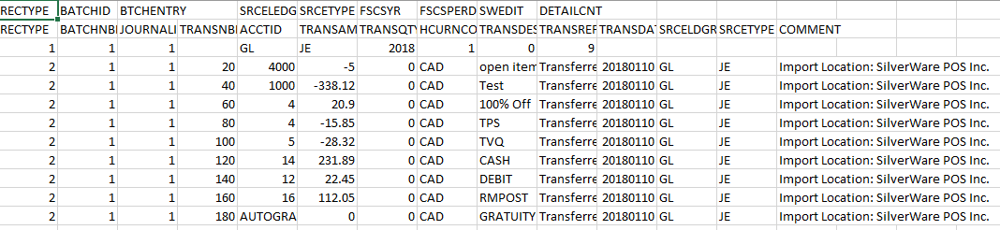 RECTYPE BATCHID BTCHENTRY SRCELEDG SRCETYPE FSCSYR FSCSPERD SWEDIT DETAILCNT
RECTYPE BATCHNBI JOURNALI TRANSNBI ACCTID TRANSAM TRANSQTY HCURNCO TRANSDES TRANSREF TRANSDAT SRCELDGR SRCETYPE COMMENT
1 1 1 GL JE 2018 1 0 9
2 1 1 20 4000 -5 0 CAD open item Transferre 20180110 GL JE Import Location: SilverWare POS Inc.
2 1 1 40 1000 -338.12 0 CAD Test Transferre 20180110 GL JE Import Location: SilverWare POS Inc.
2 1 1 60 4 20.9 0 CAD 100% Off Transferre 20180110 GL JE Import Location: SilverWare POS Inc.
2 1 1 80 4 -15.85 0 CAD TPS Transferre 20180110 GL JE Import Location: SilverWare POS Inc.
2 1 1 100 5 -28.32 0 CAD TVQ Transferre 20180110 GL JE Import Location: SilverWare POS Inc.
2 1 1 120 14 231.89 0 CAD CASH Transferre 20180110 GL JE Import Location: SilverWare POS Inc.
2 1 1 140 12 22.45 0 CAD DEBIT Transferre 20180110 GL JE Import Location: SilverWare POS Inc.
2 1 1 160 16 112.05 0 CAD RMPOST Transferre 20180110 GL JE Import Location: SilverWare POS Inc.
2 1 1 180 AUTOGRA 0 0 CAD GRATUITY Transferre 20180110 GL JE Import Location: SilverWare POS Inc.